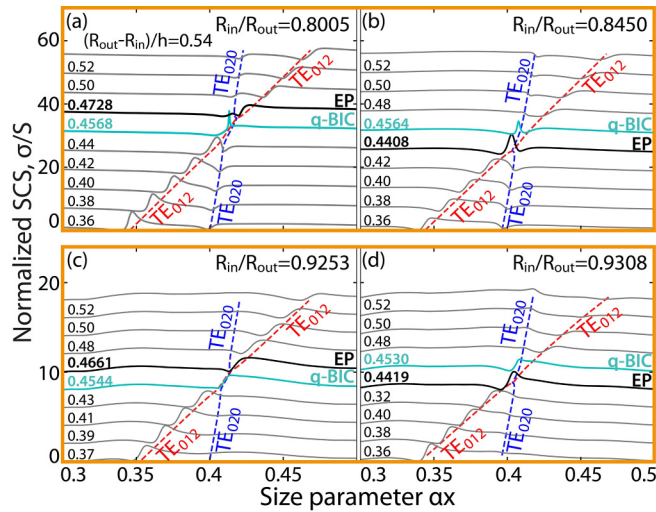 (a) Rin/Rout=0.8005
(Rout-Rin)/h=0.54
0.52
0.50
0.4728
0.4568
0.44
0.42
0.40
0.38
0.36
TE020
TE012
EP
q-BIC
TE012
TE020
(b) Rin/Rout=0.8450
0.52
0.50
0.48
0.4564
0.4408
0.42
0.40
0.38
0.36
TE020
TE012
q-BIC
EP
TE012
TE020
(c) Rin/Rout=0.9253
0.52
0.50
0.48
0.4661
0.4544
0.43
0.41
0.39
0.37
TE020
TE012
EP
q-BIC
TE012
TE020
(d) Rin/Rout=0.9308
0.52
0.50
0.48
0.4530
0.4419
0.32
0.40
0.38
0.36
TE020
TE012
q-BIC
EP
TE012
TE020
60
40
20
0
20
10
0
Normalized SCS, σ/S
0.3 0.35 0.40 0.45 0.3 0.35 0.4 0.45 0.5
Size parameter αx